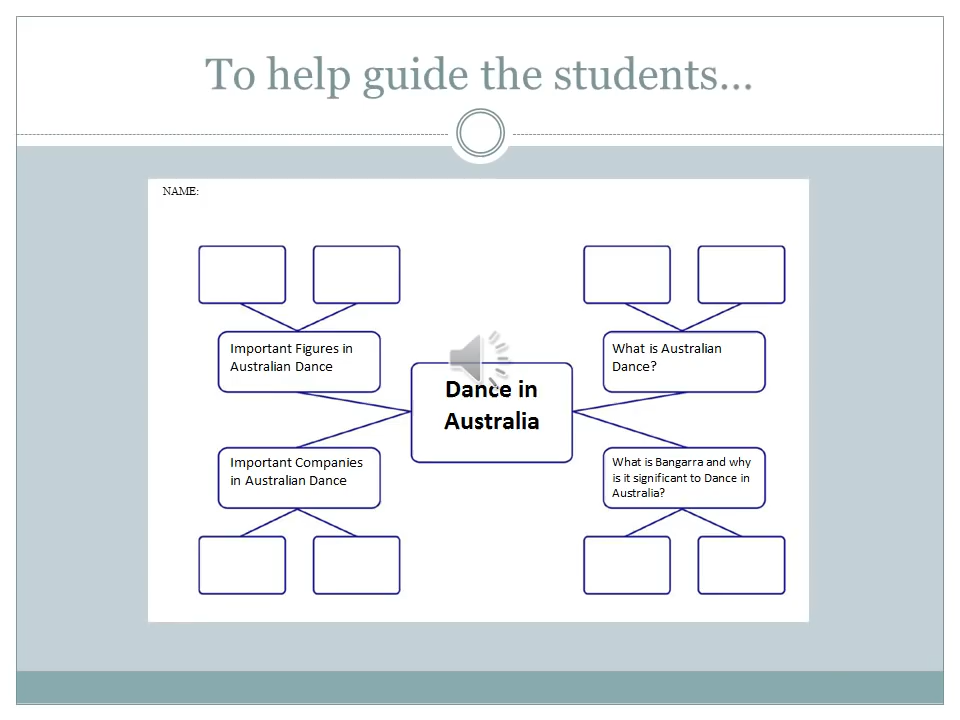 To help guide the students…
NAME:
Important Figures in
Australian Dance
What is Australian
Dance?
Dance in
Australia
Important Companies
in Australian Dance
What is Bangarra and why
is it significant to Dance in
Australia?